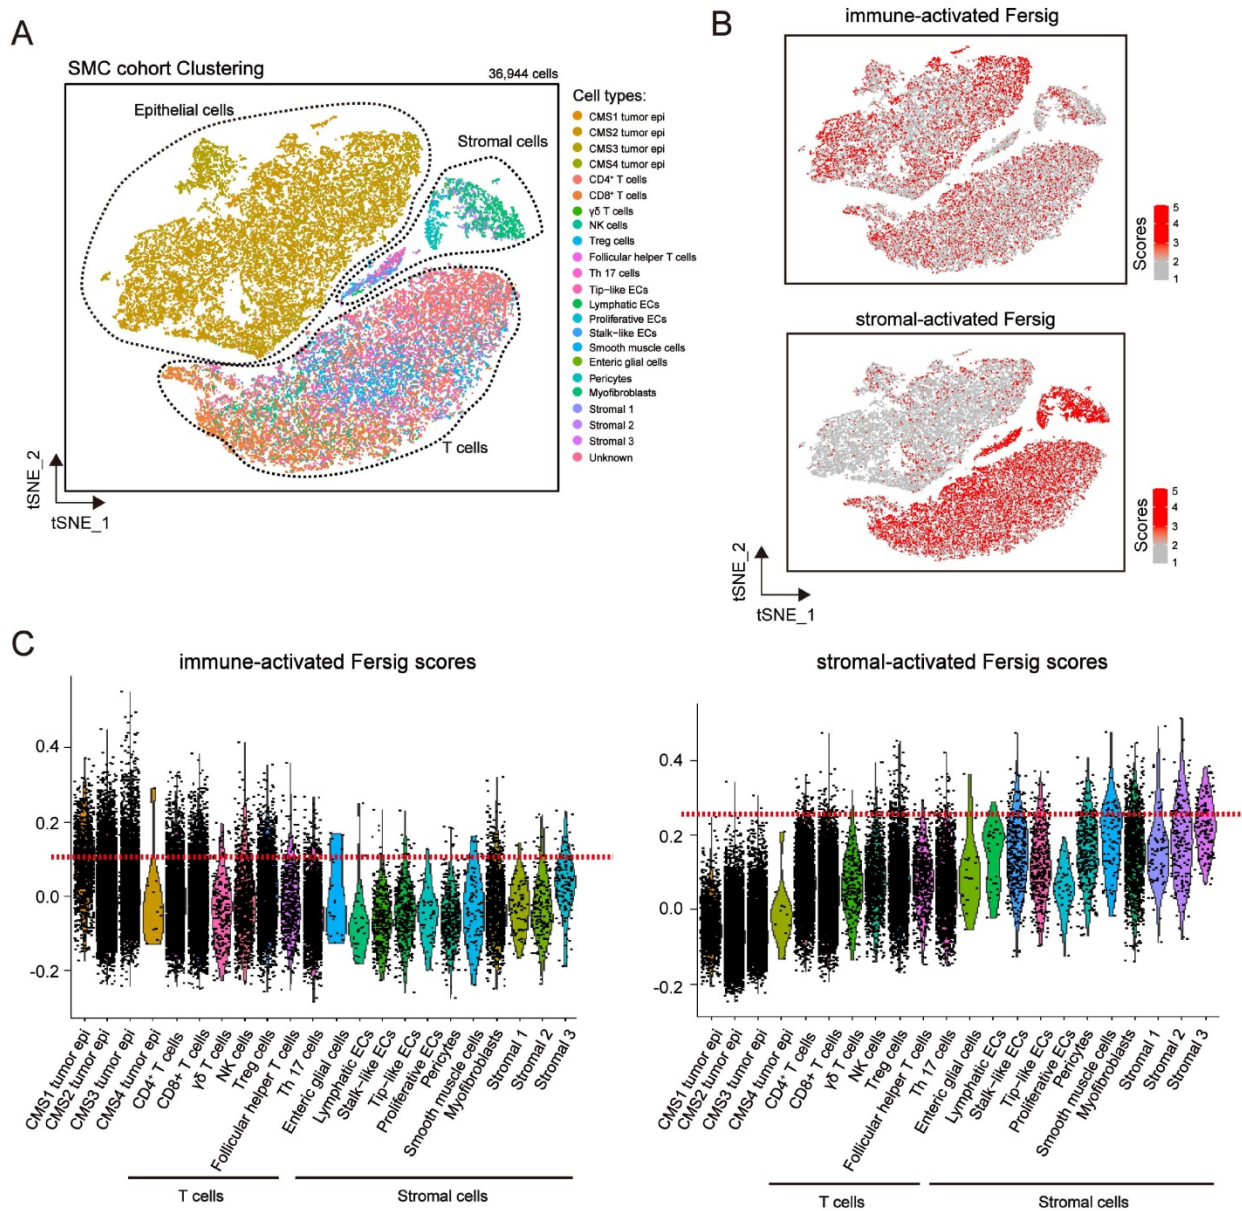 A
SMC cohort Clustering
36,944 cells
Epithelial cells
Stromal cells
T cells
tSNE_2
tSNE_1
Cell types:
CMS1 tumor epi
CMS2 tumor epi
CMS3 tumor epi
CMS4 tumor epi
CD4⁺ T cells
CD8⁺ T cells
γδ T cells
NK cells
Treg cells
Follicular helper T cells
Th 17 cells
Tip-like ECs
Lymphatic ECs
Proliferative ECs
Stalk-like ECs
Smooth muscle cells
Enteric glial cells
Pericytes
Myofibroblasts
Stromal 1
Stromal 2
Stromal 3
Unknown
B
immune-activated Fersig
Scores
5
4
3
2
1
stromal-activated Fersig
Scores
5
4
3
2
1
tSNE_2
tSNE_1
C
immune-activated Fersig scores
0.4
0.2
0.0
-0.2
CMS1 tumor epi
CMS2 tumor epi
CMS3 tumor epi
CMS4 tumor epi
CD4⁺ T cells
CD8+ T cells
γδ T cells
NK cells
Treg cells
Follicular helper T cells
Th 17 cells
Enteric glial cells
Lymphatic ECs
Stalk-like ECs
Tip-like ECs
Proliferative ECs
Pericytes
Smooth muscle cells
Myofibroblasts
Stromal 1
Stromal 2
Stromal 3
T cells
Stromal cells
stromal-activated Fersig scores
0.4
0.2
0.0
-0.2
CMS1 tumor epi
CMS2 tumor epi
CMS3 tumor epi
CMS4 tumor epi
CD4⁺ T cells
CD8+ T cells
γδ T cells
NK cells
Treg cells
Follicular helper T cells
Th 17 cells
Enteric glial cells
Lymphatic ECs
Stalk-like ECs
Tip-like ECs
Proliferative ECs
Pericytes
Smooth muscle cells
Myofibroblasts
Stromal 1
Stromal 2
Stromal 3
T cells
Stromal cells